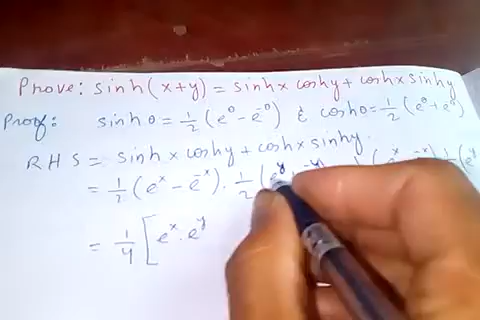 Prove: sinh(x+y) = sinhx coshy + coshx sinhy
Proof: sinhθ = 1/2 (e^θ - e^-θ) & coshθ = 1/2 (e^θ + e^-θ)
RHS = sinhx coshy + coshx sinhy.
= 1/2 (e^x - e^-x) . 1/2 (e^y
= 1/4 [ e^x . e^y